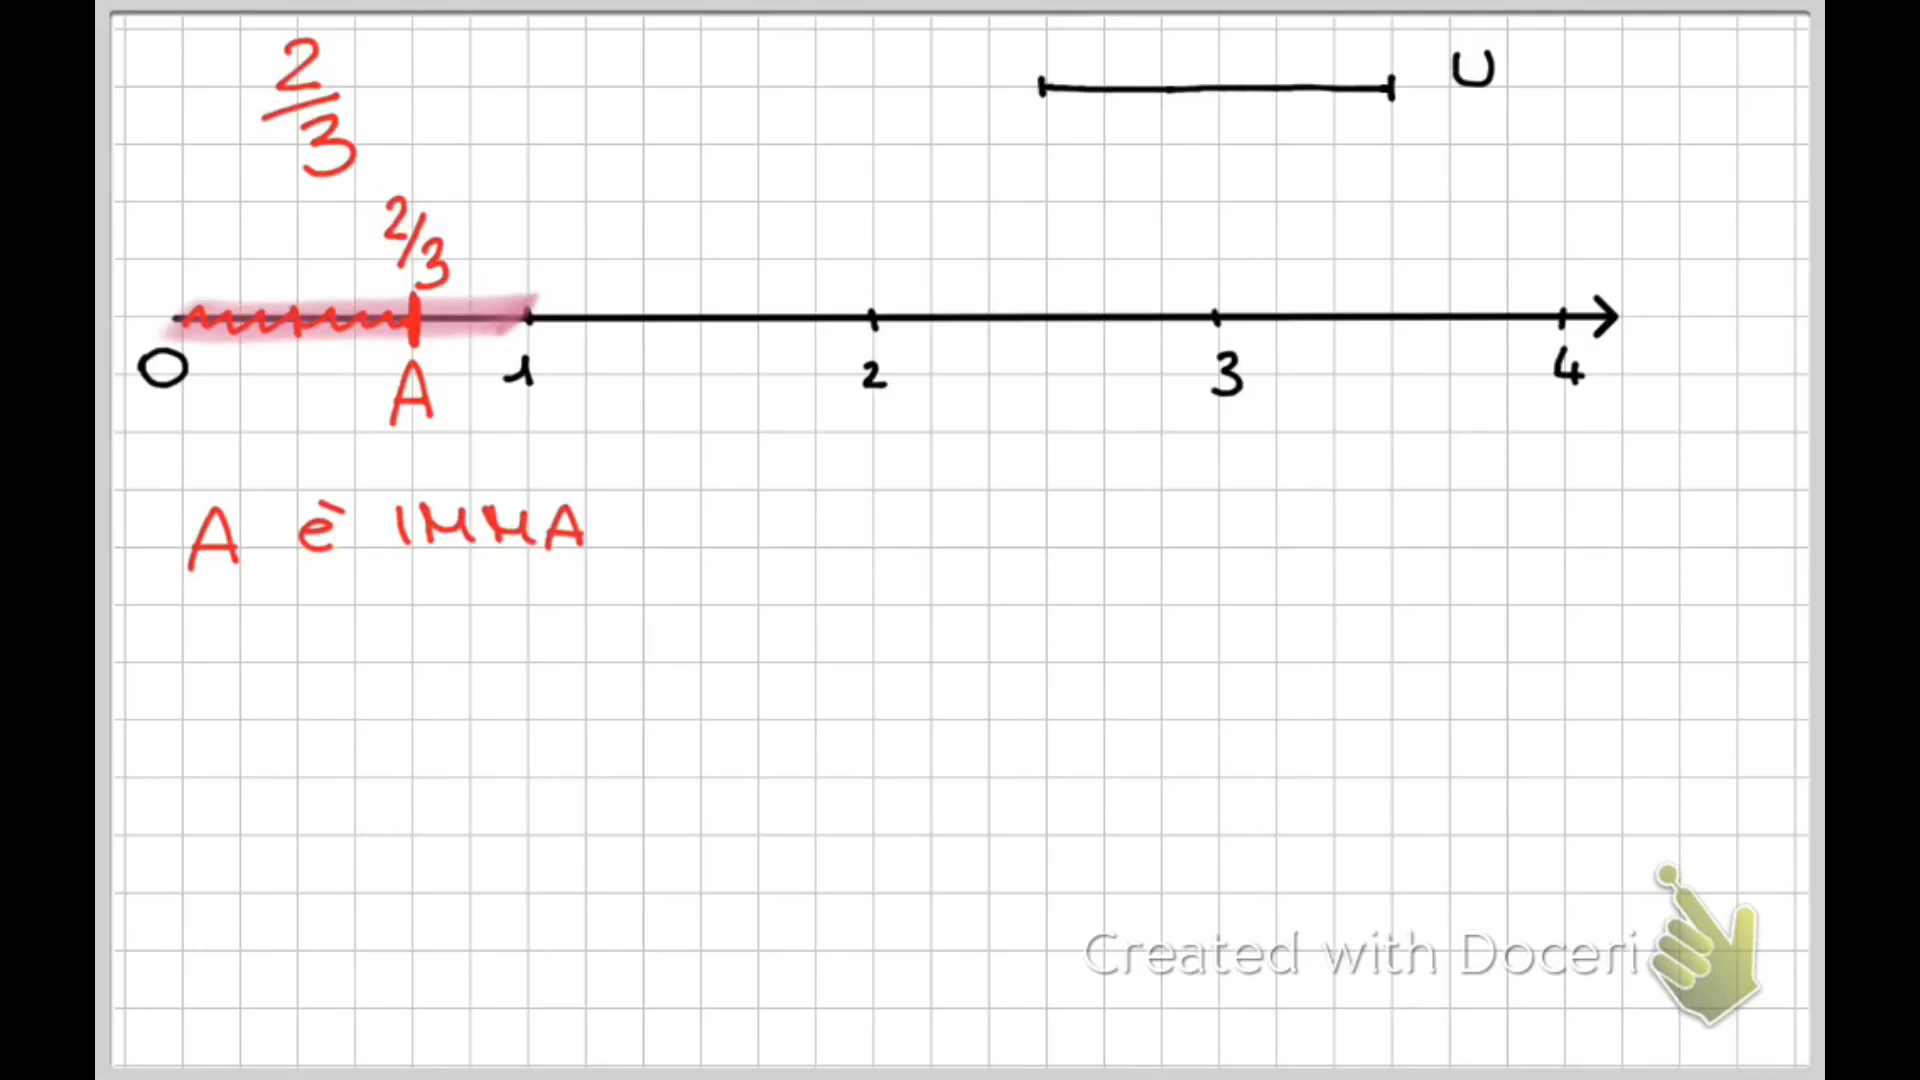 2/3
U
2/3
0 1 2 3 4
A
A è IMMA
Created with Doceri